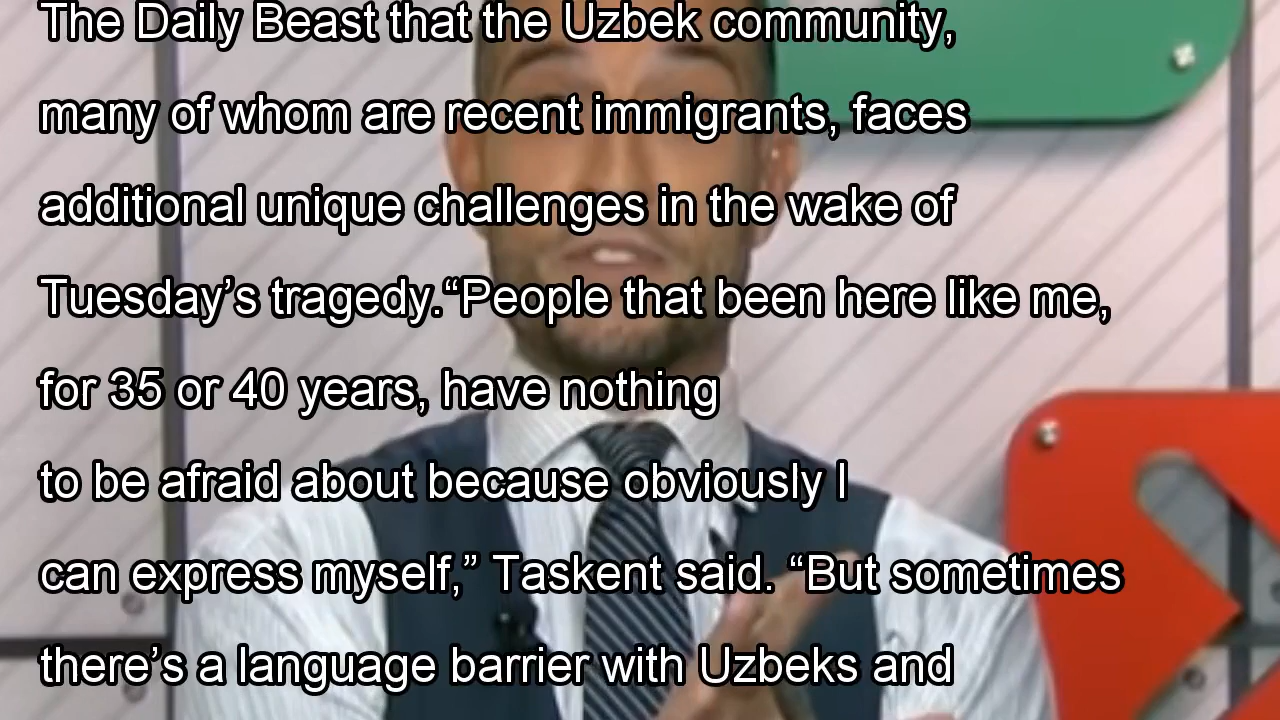 The Daily Beast that the Uzbek community,
many of whom are recent immigrants, faces
additional unique challenges in the wake of
Tuesday’s tragedy.“People that been here like me,
for 35 or 40 years, have nothing
to be afraid about because obviously I
can express myself,” Taskent said. “But sometimes
there’s a language barrier with Uzbeks and